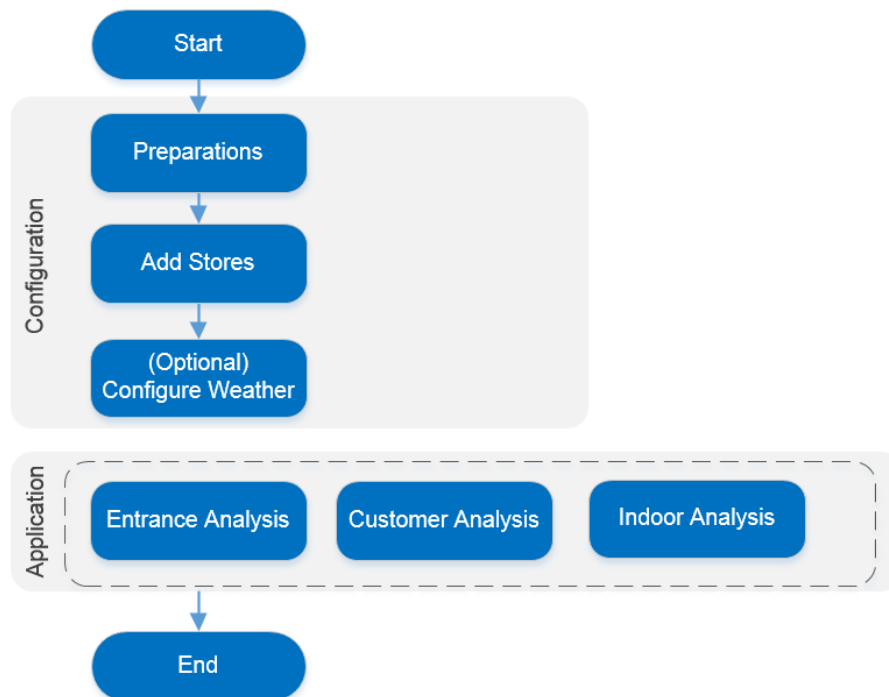 Start
Configuration
Preparations
Add Stores
(Optional)
Configure Weather
Application
Entrance Analysis
Customer Analysis
Indoor Analysis
End